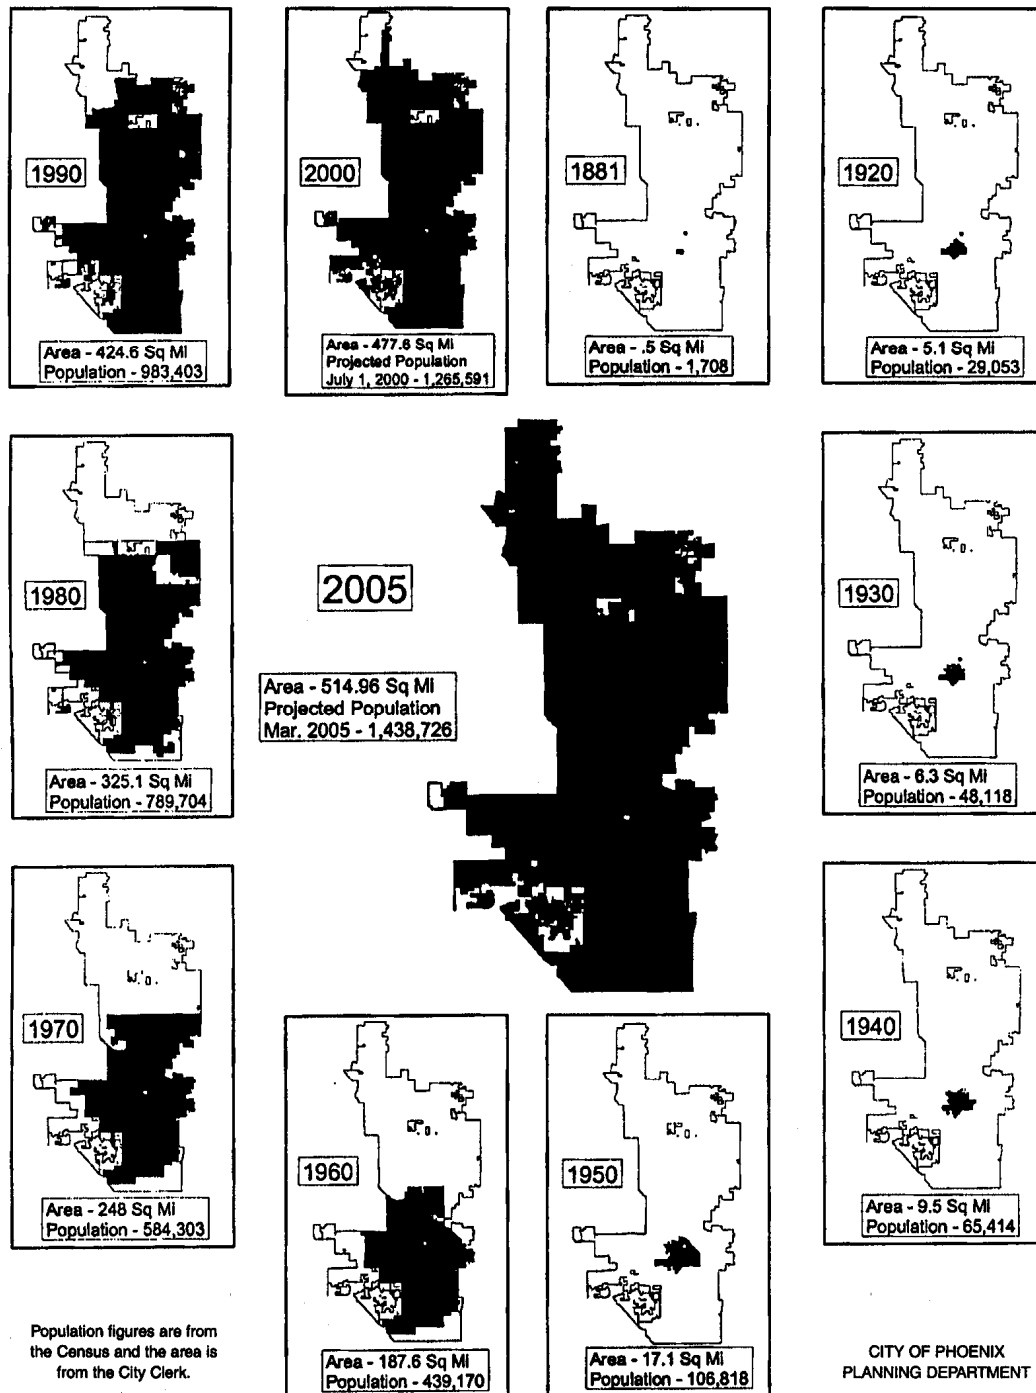 1990
Area - 424.6 Sq Mi
Population - 983,403
2000
Area - 477.6 Sq Mi
Projected Population
July 1, 2000 - 1,265,591
1881
Area - .5 Sq Mi
Population - 1,708
1920
Area - 5.1 Sq Mi
Population - 29,053
1980
Area - 325.1 Sq Mi
Population - 789,704
2005
Area - 514.96 Sq Mi
Projected Population
Mar. 2005 - 1,438,726
1930
Area - 6.3 Sq Mi
Population - 48,118
1970
Area - 248 Sq Mi
Population - 584,303
1960
Area - 187.6 Sq Mi
Population - 439,170
1950
Area - 17.1 Sq Mi
Population - 106,818
1940
Area - 9.5 Sq Mi
Population - 65,414
Population figures are from
the Census and the area is
from the City Clerk.
CITY OF PHOENIX
PLANNING DEPARTMENT